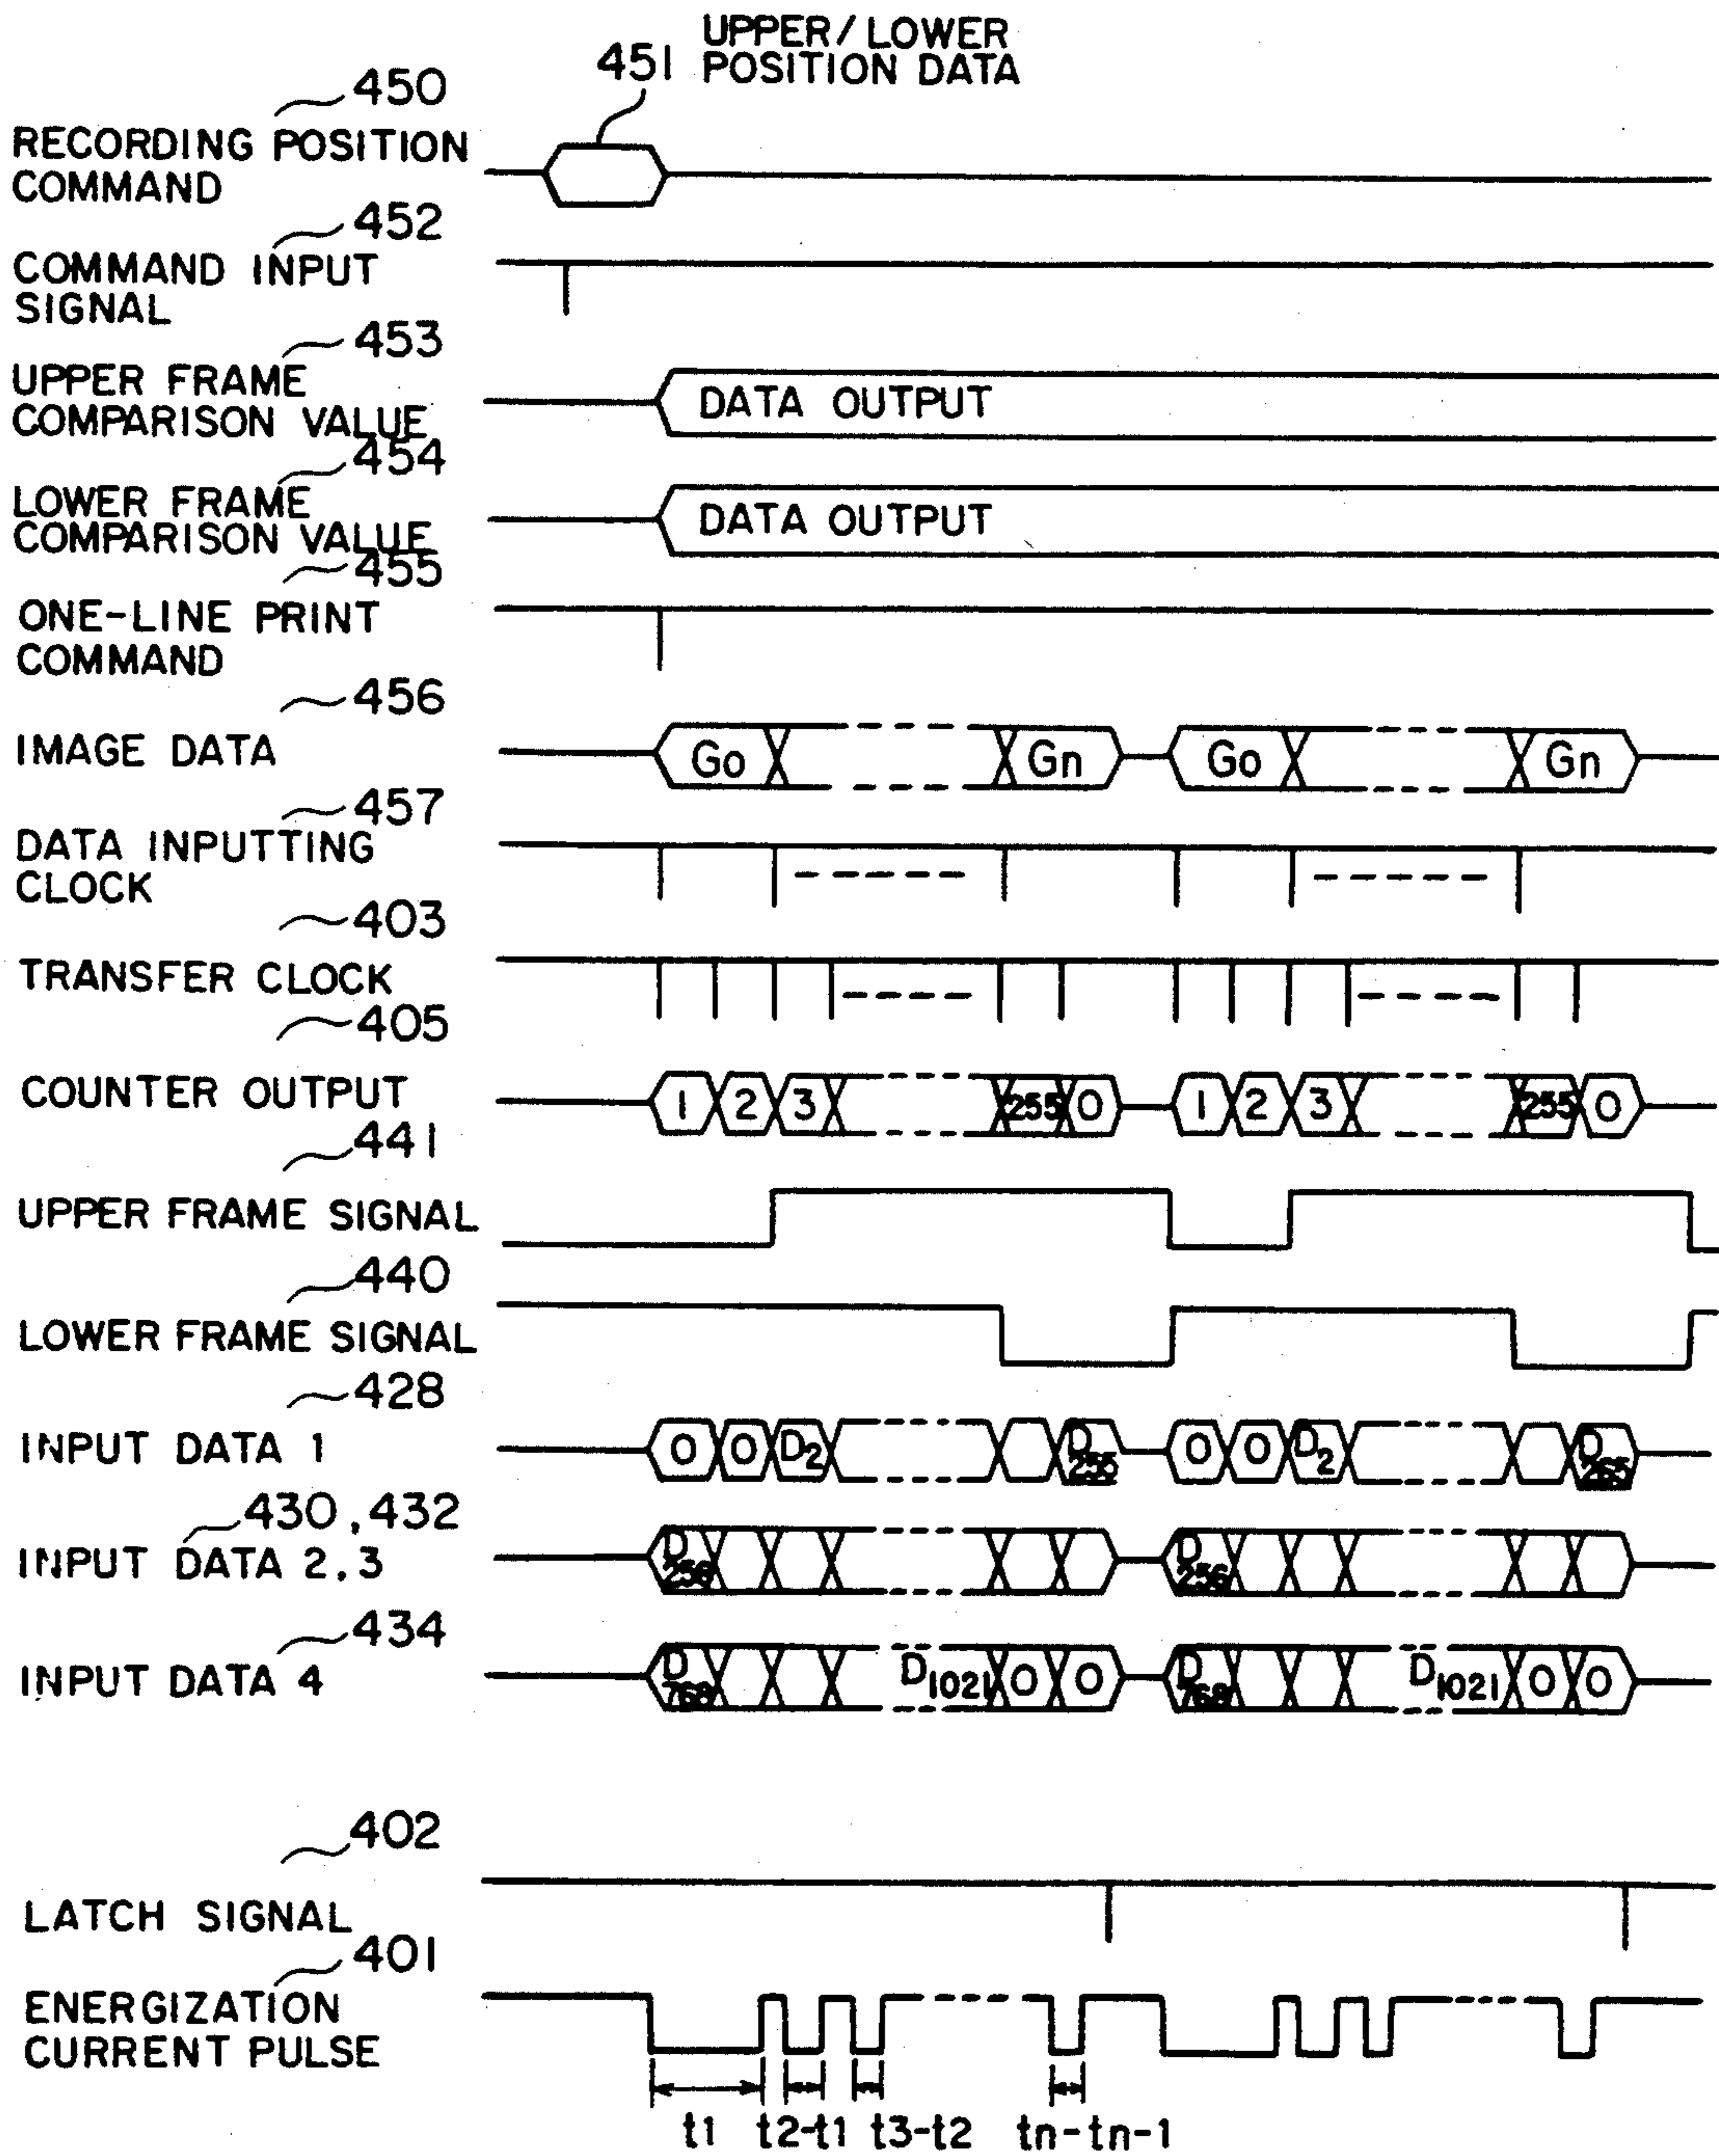 UPPER/LOWER
451 POSITION DATA
450
RECORDING POSITION
COMMAND
452
COMMAND INPUT
SIGNAL
453
UPPER FRAME
COMPARISON VALUE
DATA OUTPUT
454
LOWER FRAME
COMPARISON VALUE
DATA OUTPUT
455
ONE-LINE PRINT
COMMAND
456
IMAGE DATA
Go Gn Go Gn
457
DATA INPUTTING
CLOCK
403
TRANSFER CLOCK
405
COUNTER OUTPUT
1 2 3 255 0 1 2 3 255 0
441
UPPER FRAME SIGNAL
440
LOWER FRAME SIGNAL
428
INPUT DATA 1
0 0 D2 D255 0 0 D2 D265
430,432
INPUT DATA 2,3
D256 D256
434
INPUT DATA 4
D768 D1021 0 0 D768 D1021 0 0
402
LATCH SIGNAL
401
ENERGIZATION
CURRENT PULSE
t1 t2-t1 t3-t2 tn-tn-1